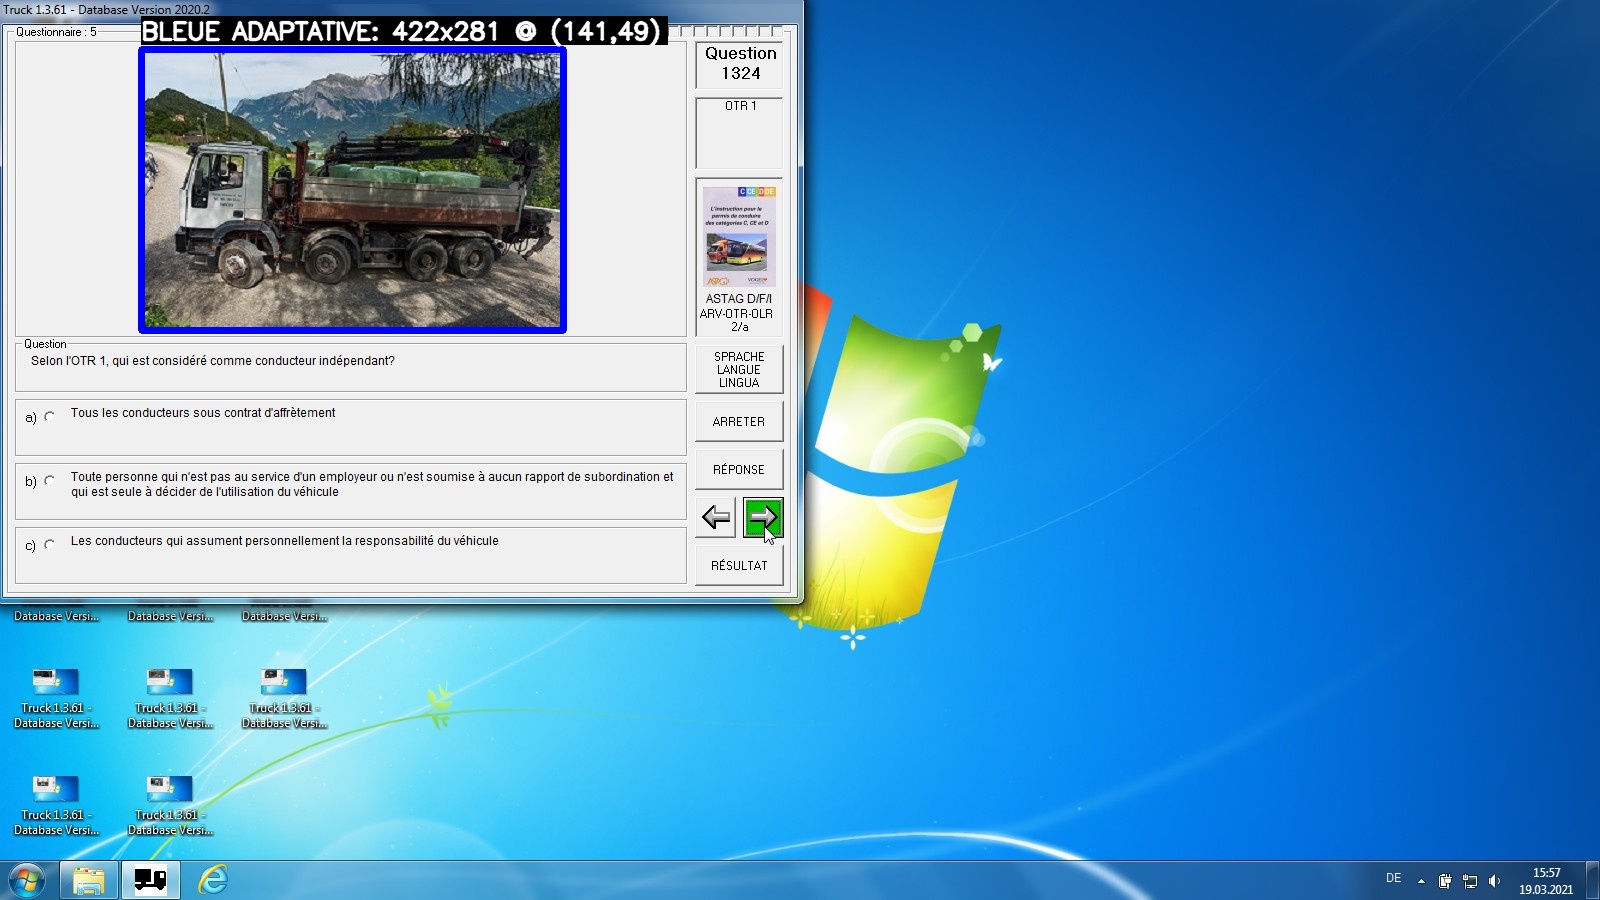 Truck 1.3.61 - Database Version 2020.2
BLEUE ADAPTATIVE: 422x281 @ (141,49)
Questionnaire : 5
Question
1324
OTR 1
C CE D DE
L'instruction pour le
permis de conduire
des catégories C, CE et D
ASTAG D/F/I
ARV-OTR-OLR
2/a
Question
Selon l'OTR 1, qui est considéré comme conducteur indépendant?
SPRACHE
LANGUE
LINGUA
a)
Tous les conducteurs sous contrat d'affrètement
ARRETER
b)
Toute personne qui n'est pas au service d'un employeur ou n'est soumise à aucun rapport de subordination et
qui est seule à décider de l'utilisation du véhicule
RÉPONSE
c)
Les conducteurs qui assument personnellement la responsabilité du véhicule
RÉSULTAT
Database Versi...
Database Versi...
Database Versi...
Truck 1.3.61 -
Database Versi...
Truck 1.3.61 -
Database Versi...
Truck 1.3.61 -
Database Versi...
Truck 1.3.61 -
Database Versi...
Truck 1.3.61 -
Database Versi...
DE
15:57
19.03.2021